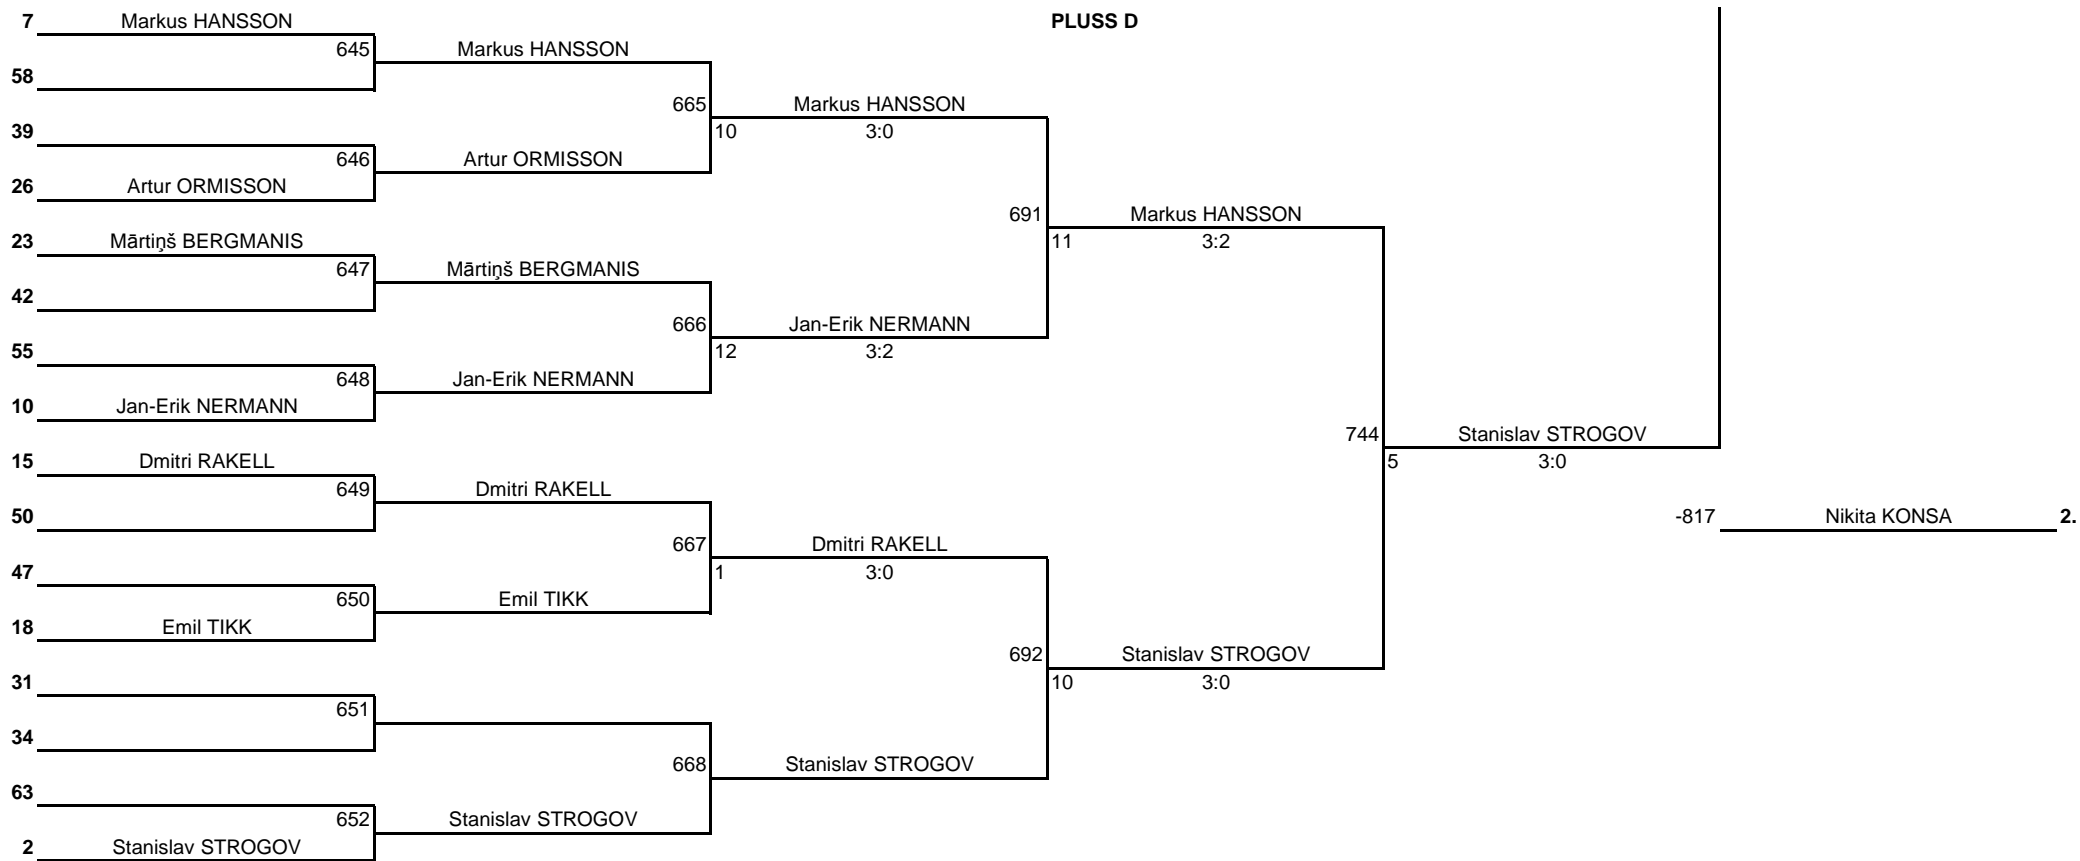 7 Markus HANSSON PLUSS D
645 Markus HANSSON
58
665 Markus HANSSON
39
10 3:0
646 Artur ORMISSON
26 Artur ORMISSON
691 Markus HANSSON
23 Mārtiņš BERGMANIS
11 3:2
647 Mārtiņš BERGMANIS
42
666 Jan-Erik NERMANN
12 3:2
55
648 Jan-Erik NERMANN
10 Jan-Erik NERMANN
744 Stanislav STROGOV
15 Dmitri RAKELL
5 3:0
649 Dmitri RAKELL
50
-817 Nikita KONSA 2.
667 Dmitri RAKELL
47
1 3:0
650 Emil TIKK
18 Emil TIKK
692 Stanislav STROGOV
31
10 3:0
651
34
668 Stanislav STROGOV
63
652 Stanislav STROGOV
2 Stanislav STROGOV